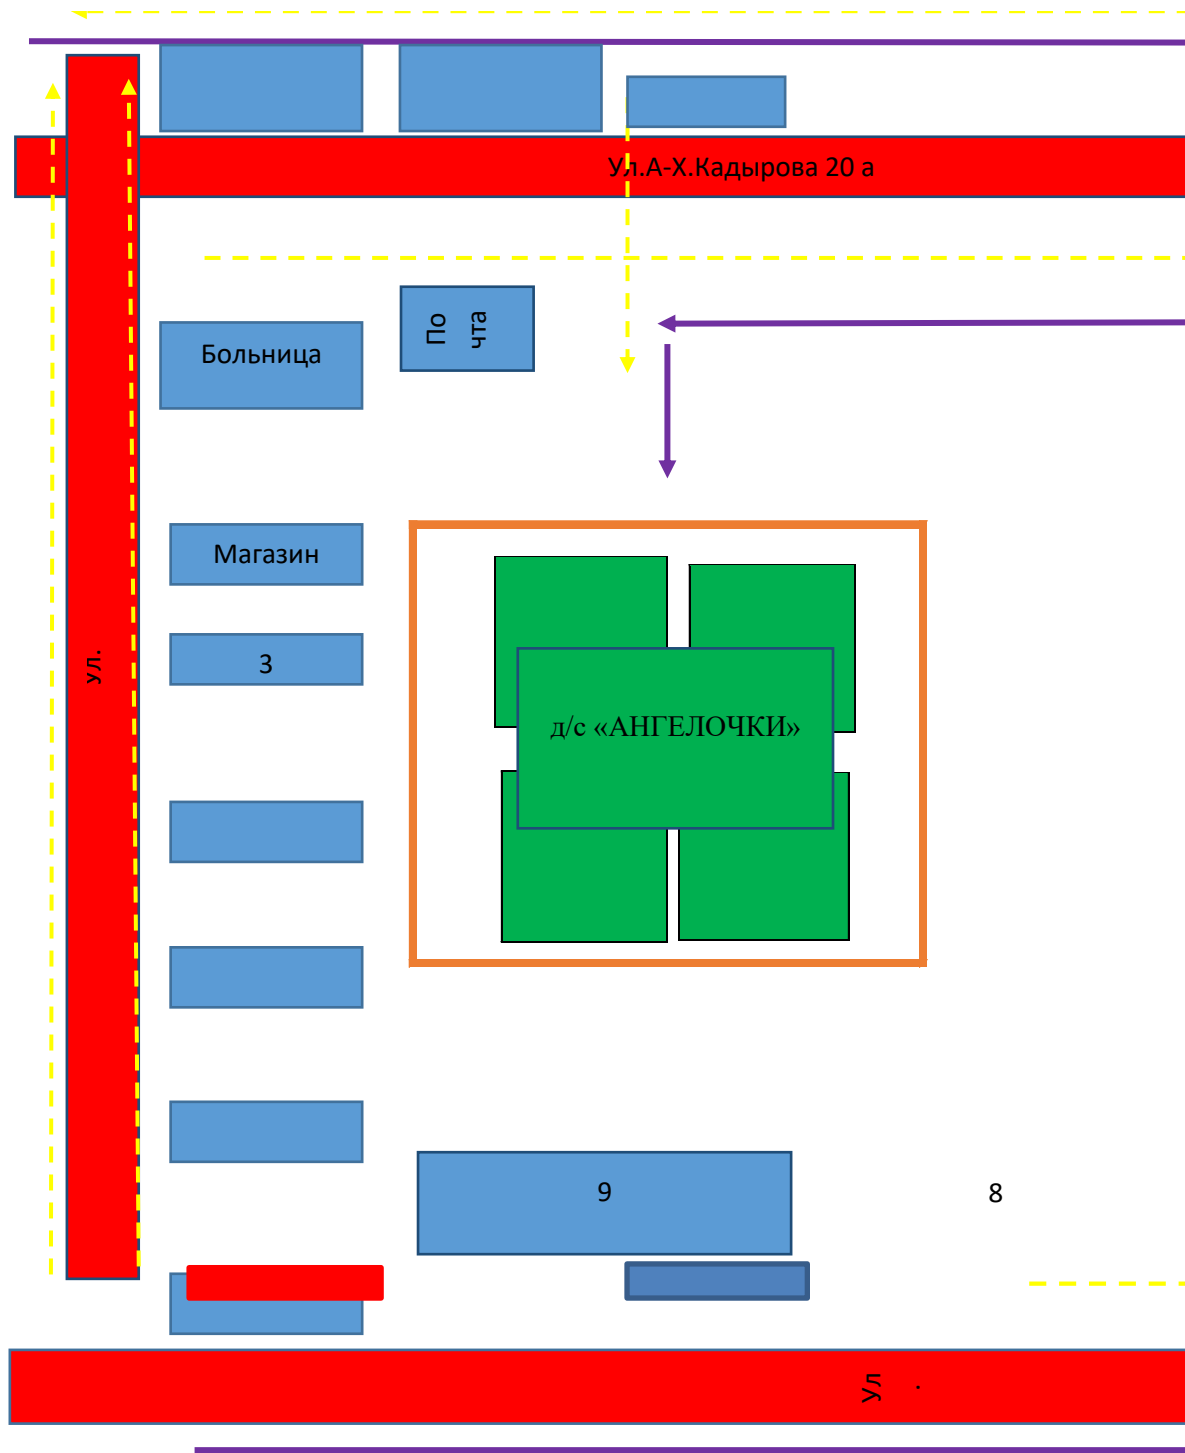 Ул.А-Х.Кадырова 20 а
По
чта
Больница
Магазин
ул.
3
д/с «АНГЕЛОЧКИ»
9
8
Ул .